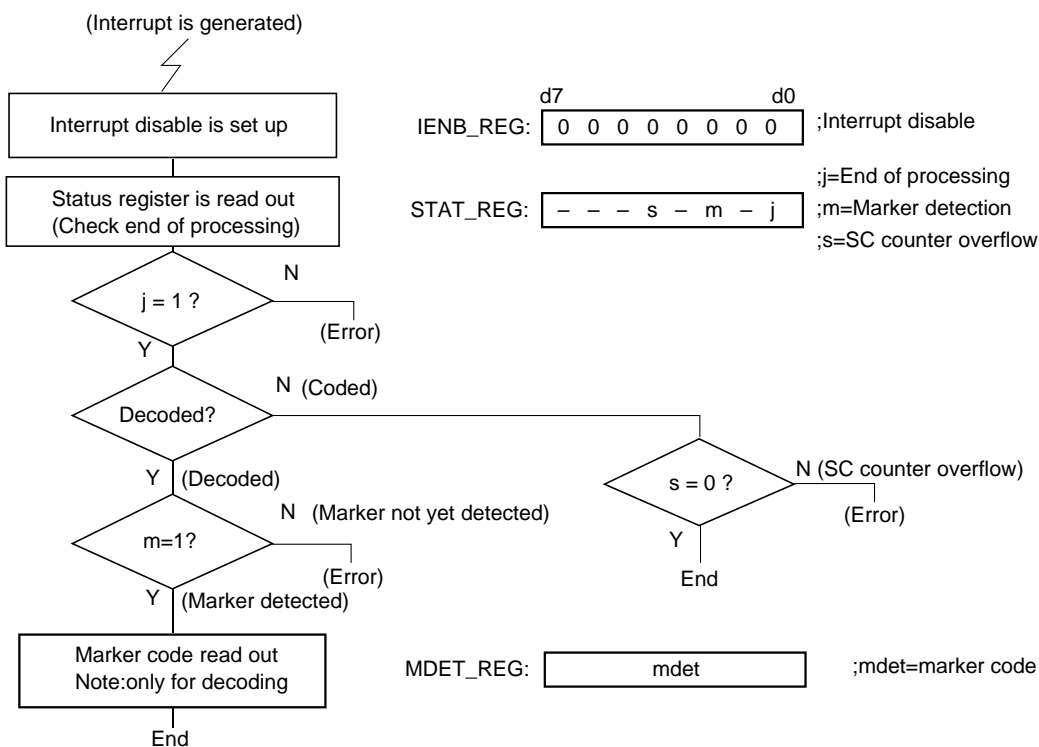 (Interrupt is generated)
Interrupt disable is set up
d7 d0
IENB_REG: 0 0 0 0 0 0 0 0 ;Interrupt disable
Status register is read out
(Check end of processing)
STAT_REG: – – – s – m – j
;j=End of processing
;m=Marker detection
;s=SC counter overflow
j = 1 ?
N
(Error)
Y
Decoded?
N (Coded)
Y (Decoded)
s = 0 ?
N (SC counter overflow)
(Error)
Y
End
m=1?
N (Marker not yet detected)
(Error)
Y (Marker detected)
Marker code read out
Note:only for decoding
MDET_REG: mdet ;mdet=marker code
End